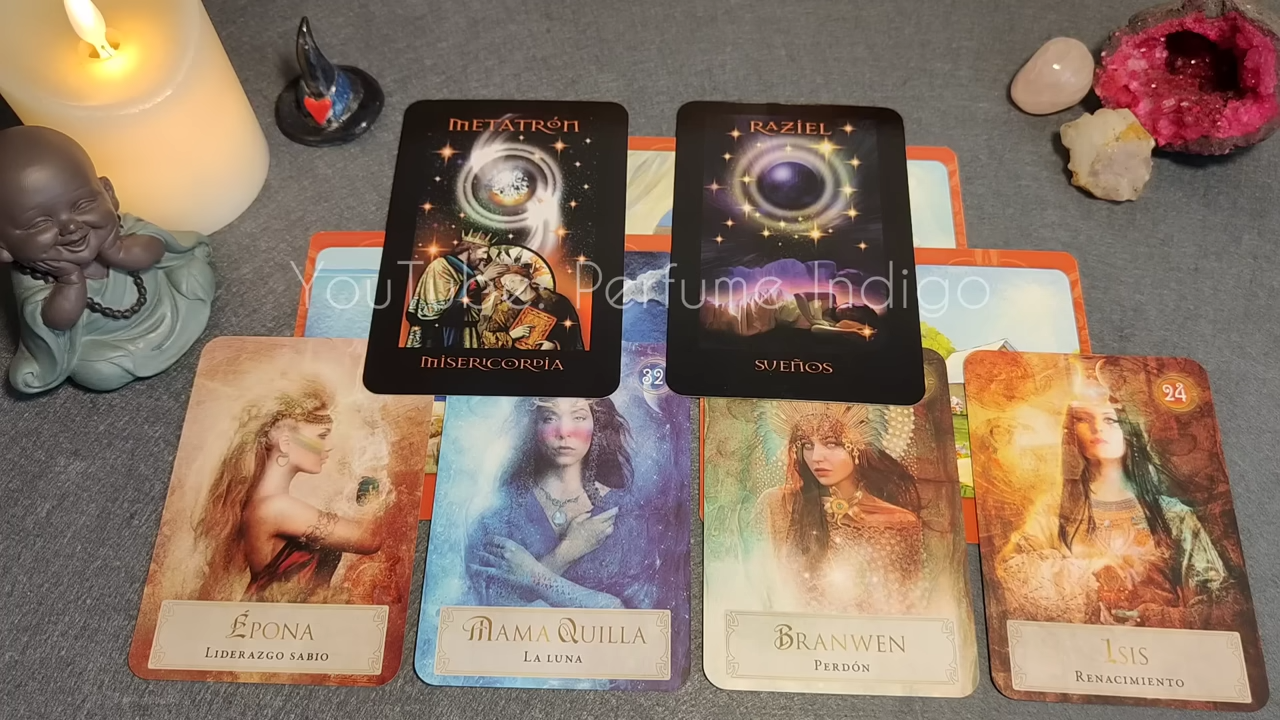 METATRÓN
RAZIEL
YouTube: Perfume Indigo
MISERICORDIA
SUEÑOS
32
24
ÉPONA
LIDERAZGO SABIO
MAMA QUILLA
LA LUNA
BRANWEN
PERDÓN
ISIS
RENACIMIENTO